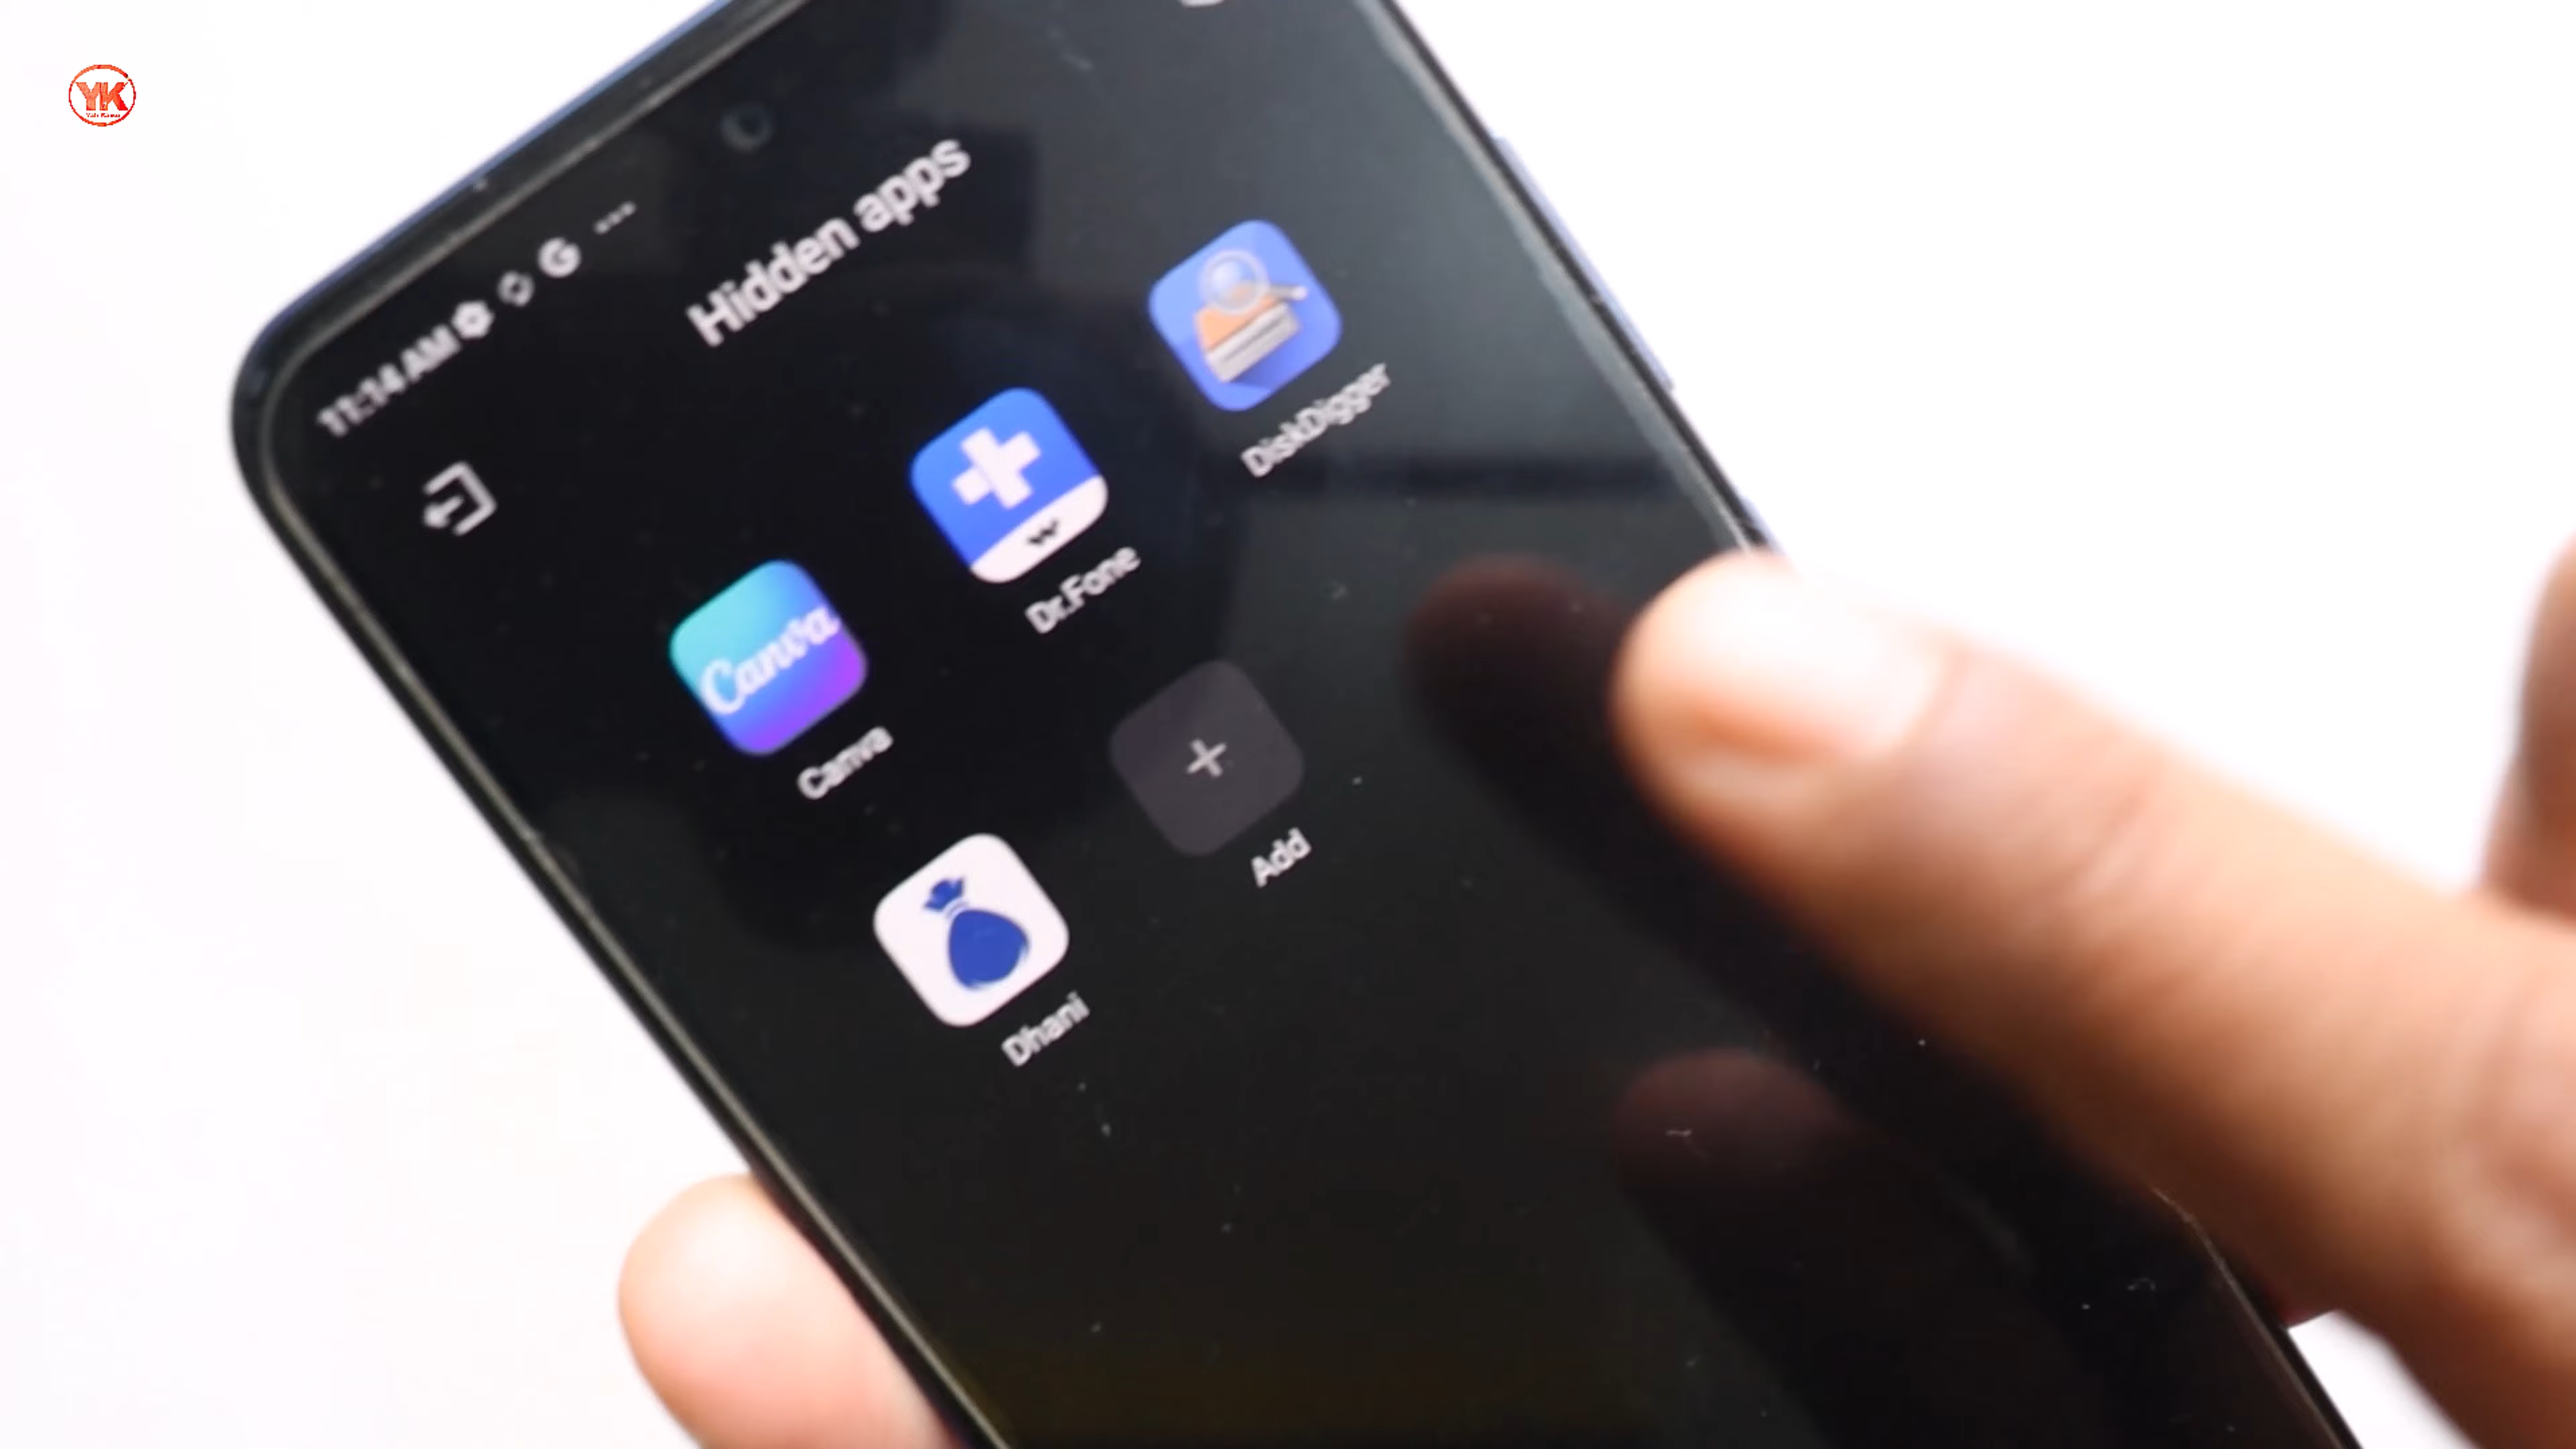 YK
11:14 AM G ...
Hidden apps
Canva
Canva
Dr.Fone
DiskDigger
Dhani
+
Add